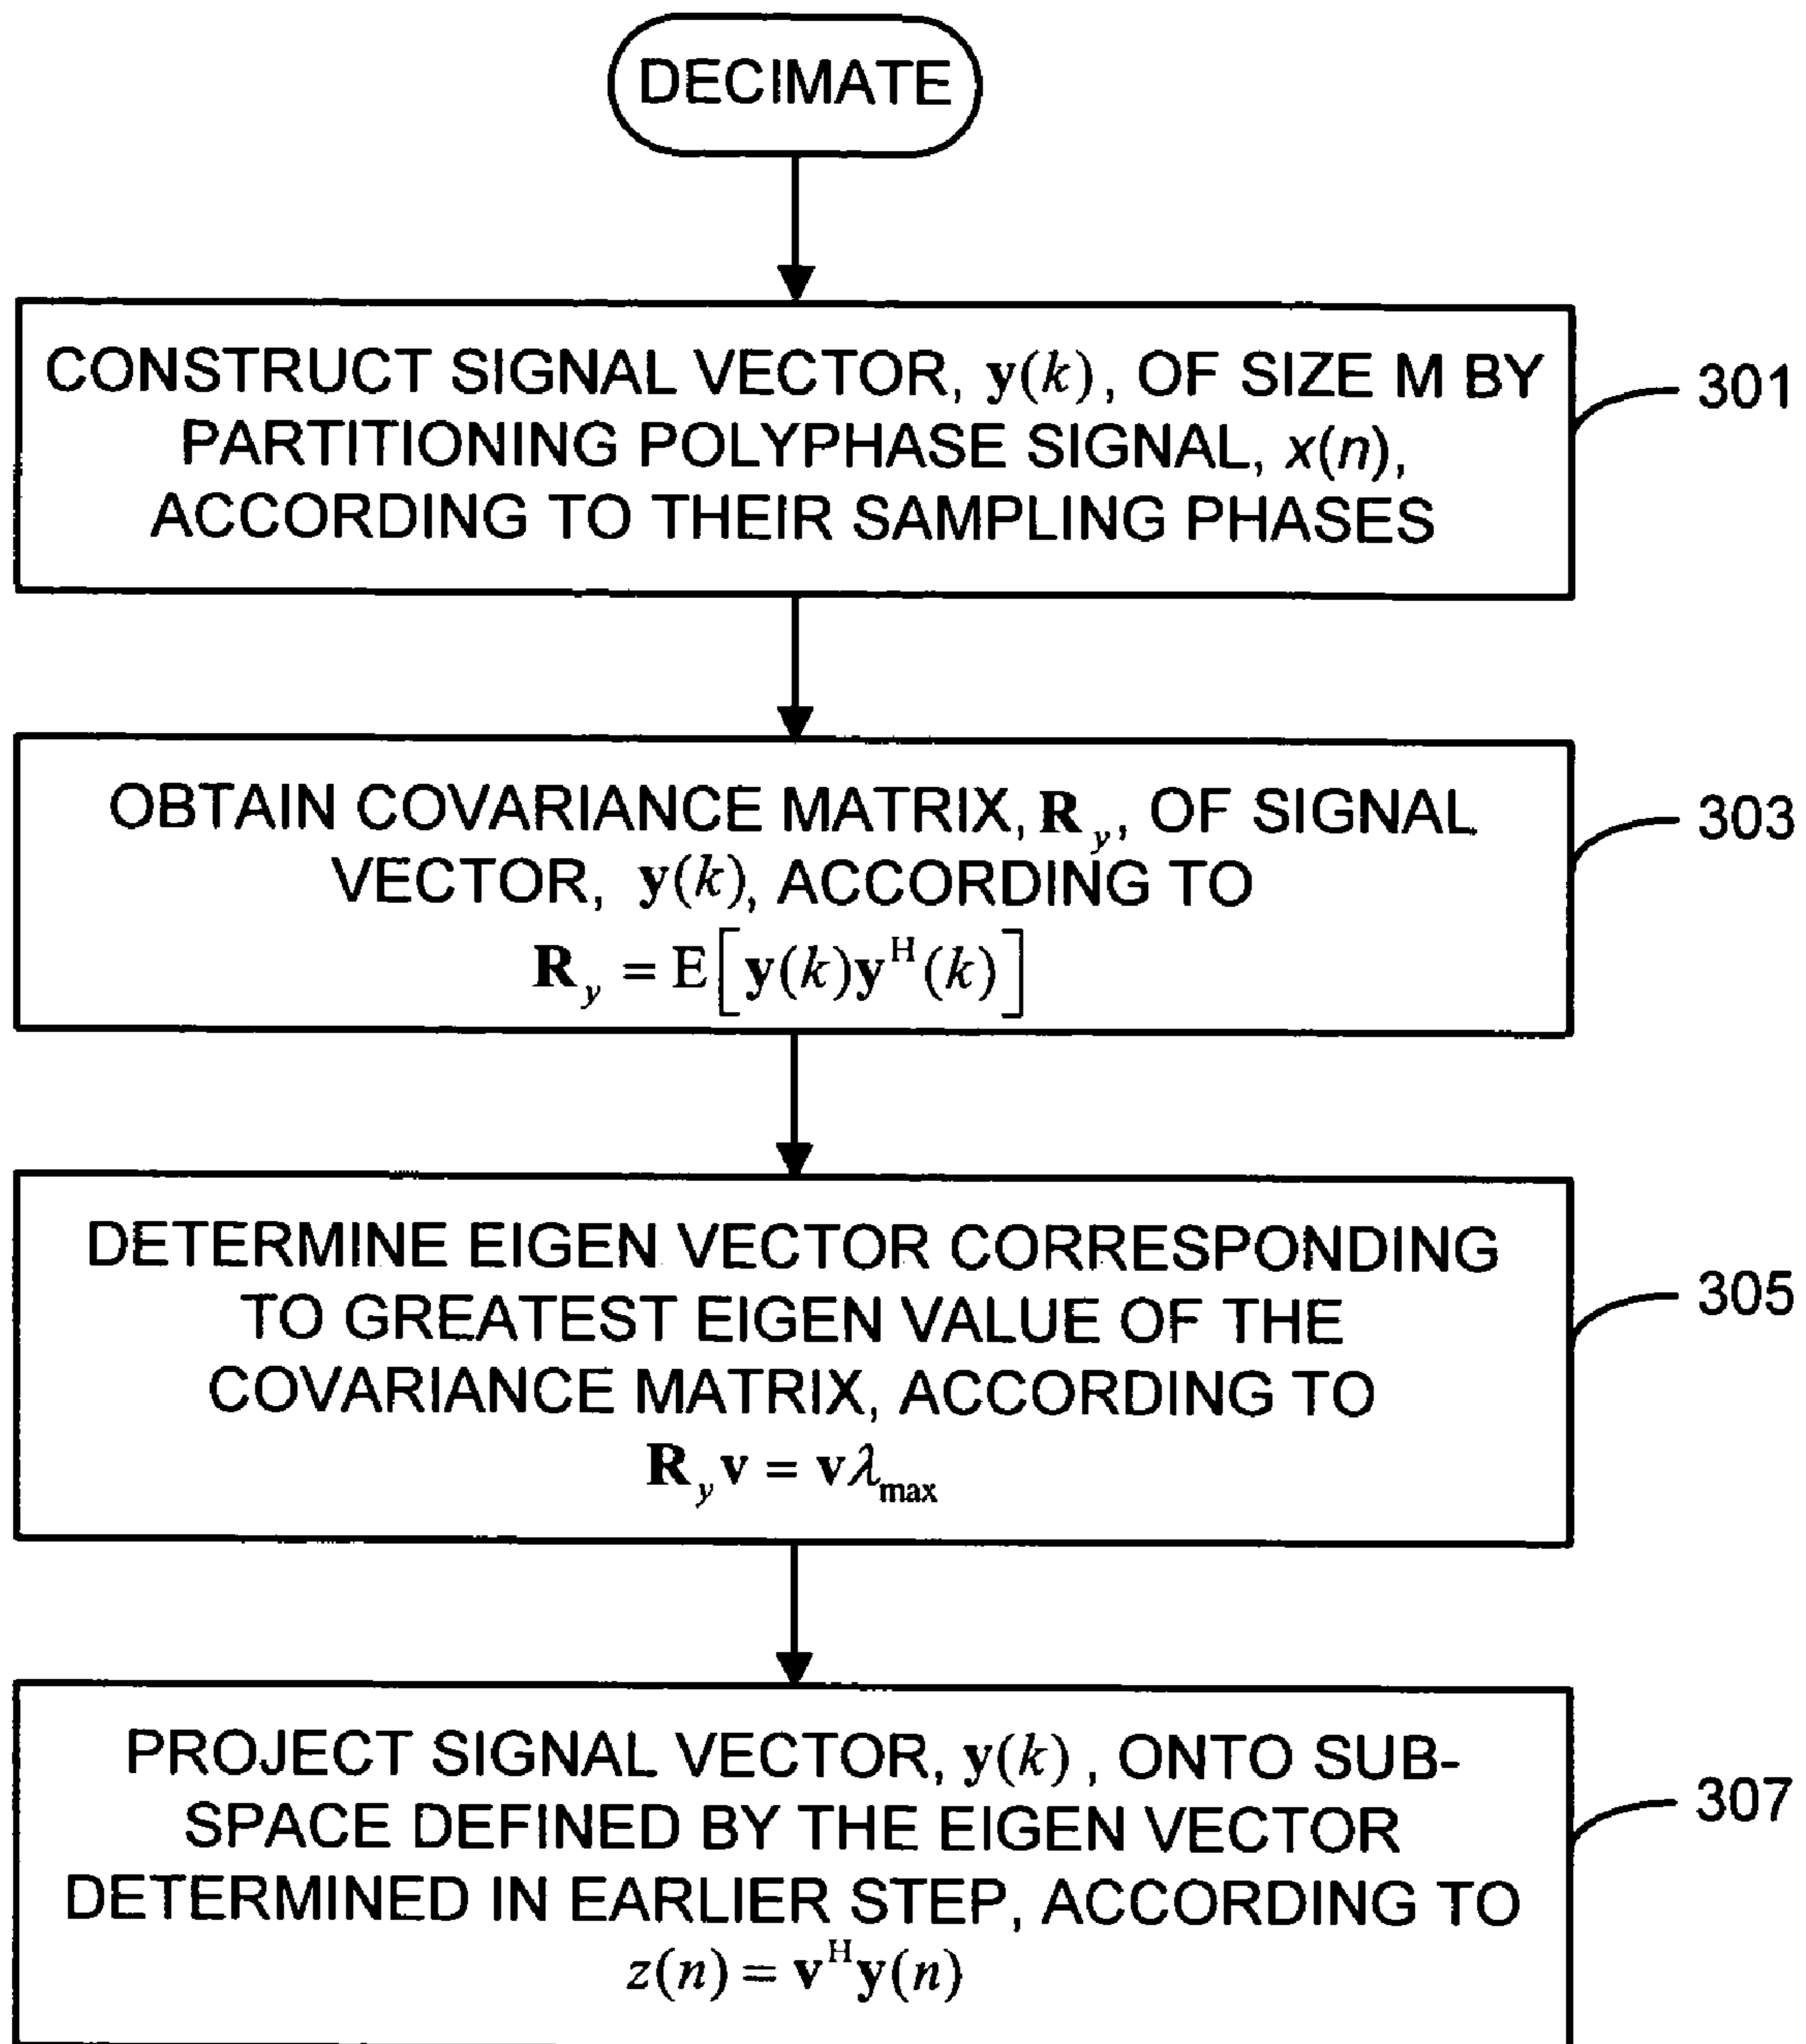 DECIMATE
CONSTRUCT SIGNAL VECTOR, y(k), OF SIZE M BY
PARTITIONING POLYPHASE SIGNAL, x(n),
ACCORDING TO THEIR SAMPLING PHASES
301
OBTAIN COVARIANCE MATRIX, R_y, OF SIGNAL
VECTOR, y(k), ACCORDING TO
R_y = E[y(k)y^H(k)]
303
DETERMINE EIGEN VECTOR CORRESPONDING
TO GREATEST EIGEN VALUE OF THE
COVARIANCE MATRIX, ACCORDING TO
R_y v = vλ_max
305
PROJECT SIGNAL VECTOR, y(k), ONTO SUB-
SPACE DEFINED BY THE EIGEN VECTOR
DETERMINED IN EARLIER STEP, ACCORDING TO
z(n) = v^H y(n)
307